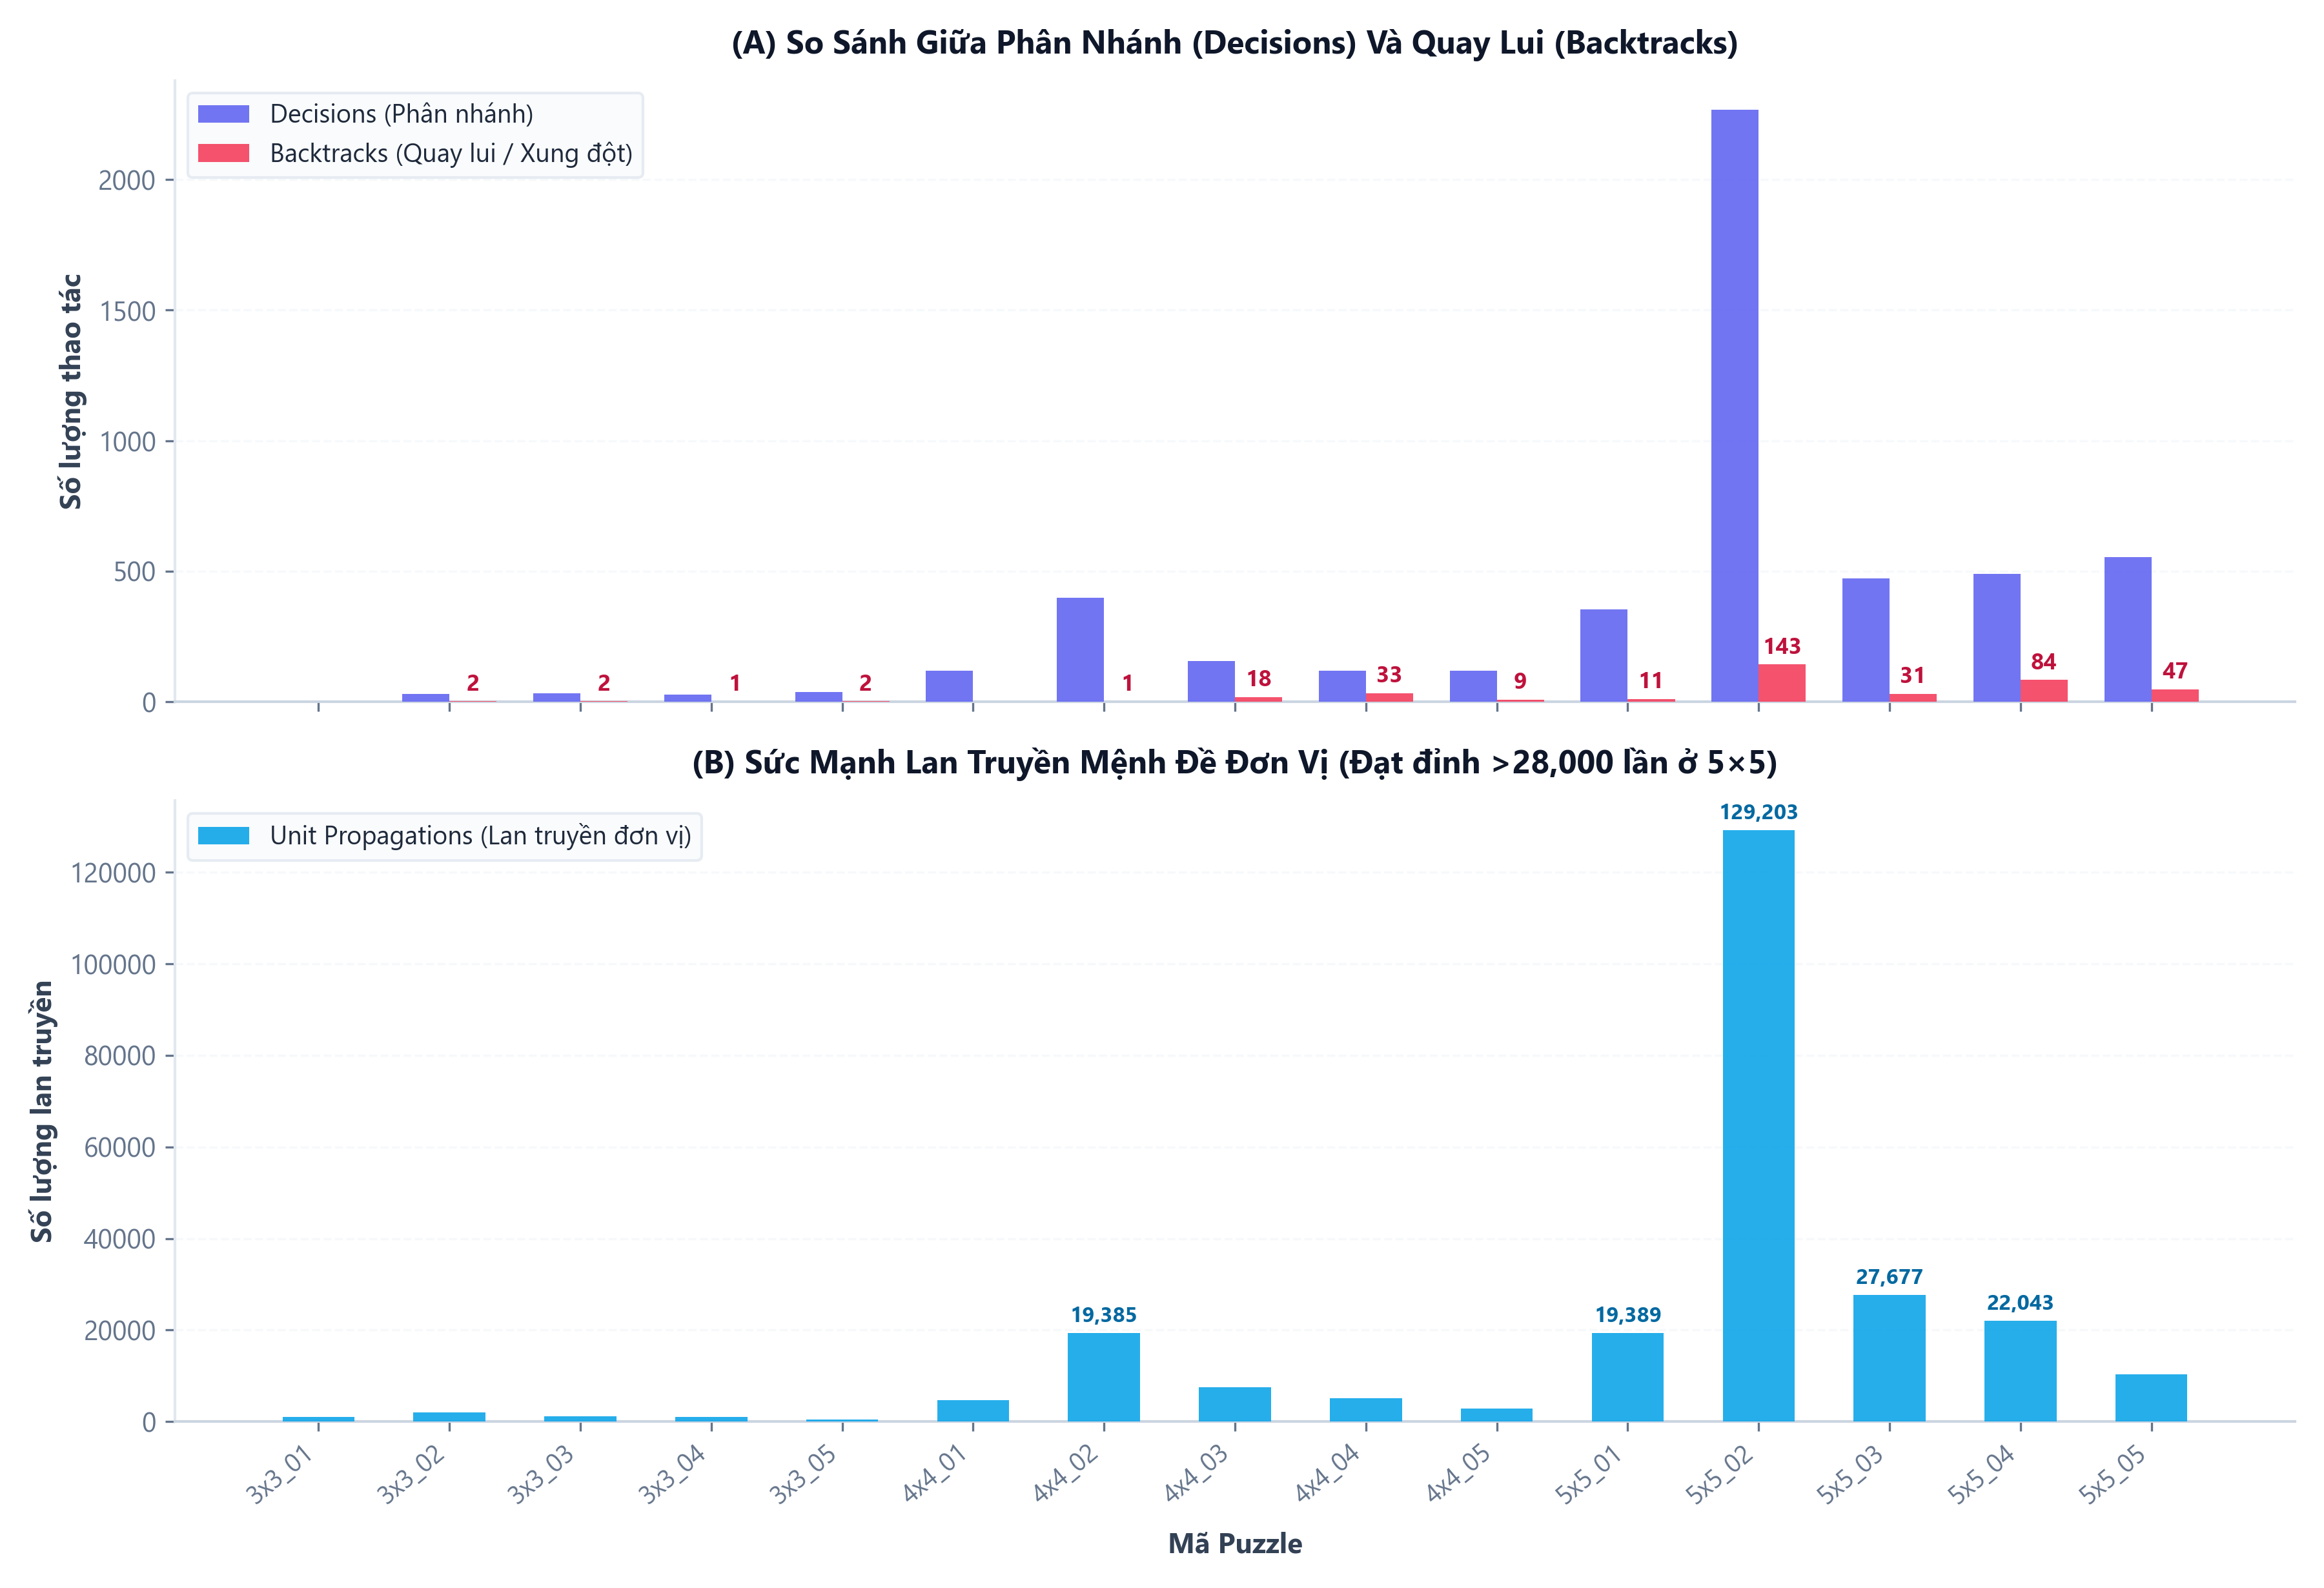 (A) So Sánh Giữa Phân Nhánh (Decisions) Và Quay Lui (Backtracks)
Decisions (Phân nhánh)
Backtracks (Quay lui / Xung đột)
Số lượng thao tác
2000
1500
1000
500
0
2
2
1
2
1
18
33
9
11
143
31
84
47
(B) Sức Mạnh Lan Truyền Mệnh Đề Đơn Vị (Đạt đỉnh >28,000 lần ở 5×5)
Unit Propagations (Lan truyền đơn vị)
Số lượng lan truyền
120000
100000
80000
60000
40000
20000
0
19,385
19,389
129,203
27,677
22,043
3x3_01
3x3_02
3x3_03
3x3_04
3x3_05
4x4_01
4x4_02
4x4_03
4x4_04
4x4_05
5x5_01
5x5_02
5x5_03
5x5_04
5x5_05
Mã Puzzle